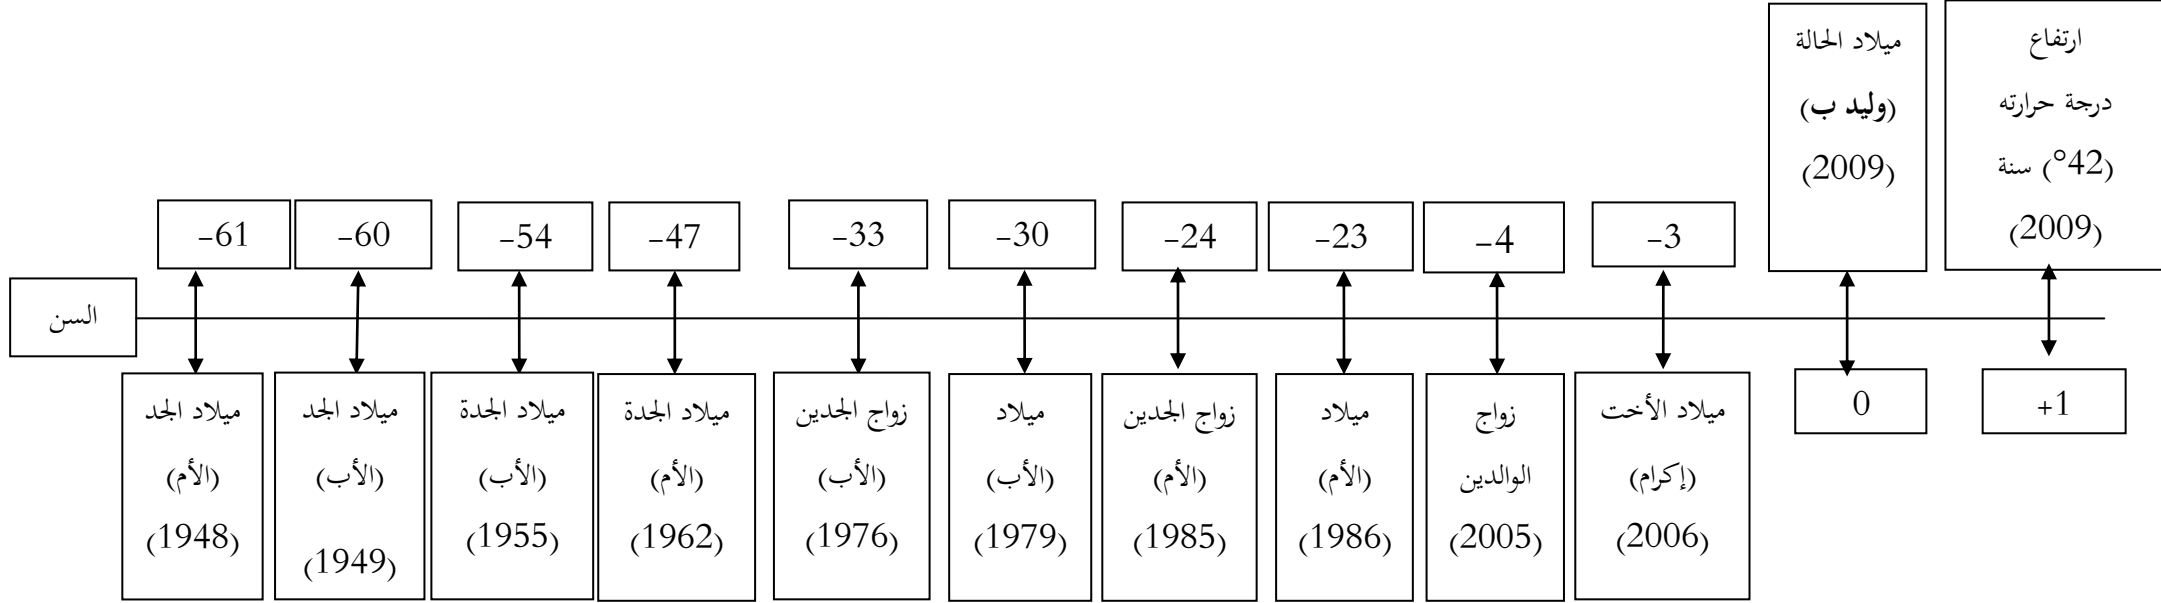 السن
-61
ميلاد الجد
(الأم)
(1948)
-60
ميلاد الجد
(الأب)
(1949)
-54
ميلاد الجدة
(الأب)
(1955)
-47
ميلاد الجدة
(الأم)
(1962)
-33
زواج الجدين
(الأب)
(1976)
-30
ميلاد
(الأب)
(1979)
-24
زواج الجدين
(الأم)
(1985)
-23
ميلاد
(الأم)
(1986)
-4
زواج
الوالدين
(2005)
-3
ميلاد الأخت
(إكرام)
(2006)
ميلاد الحالة
(وليد ب)
(2009)
0
ارتفاع
درجة حرارته
(42°) سنة
(2009)
+1